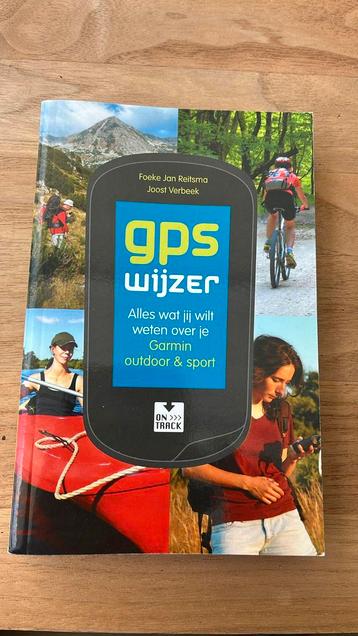 Foeke Jan Reitsma
Joost Verbeek
gps
wijzer
Alles wat jij wilt
weten over je
Garmin
outdoor & sport
ON >>>
TRACK